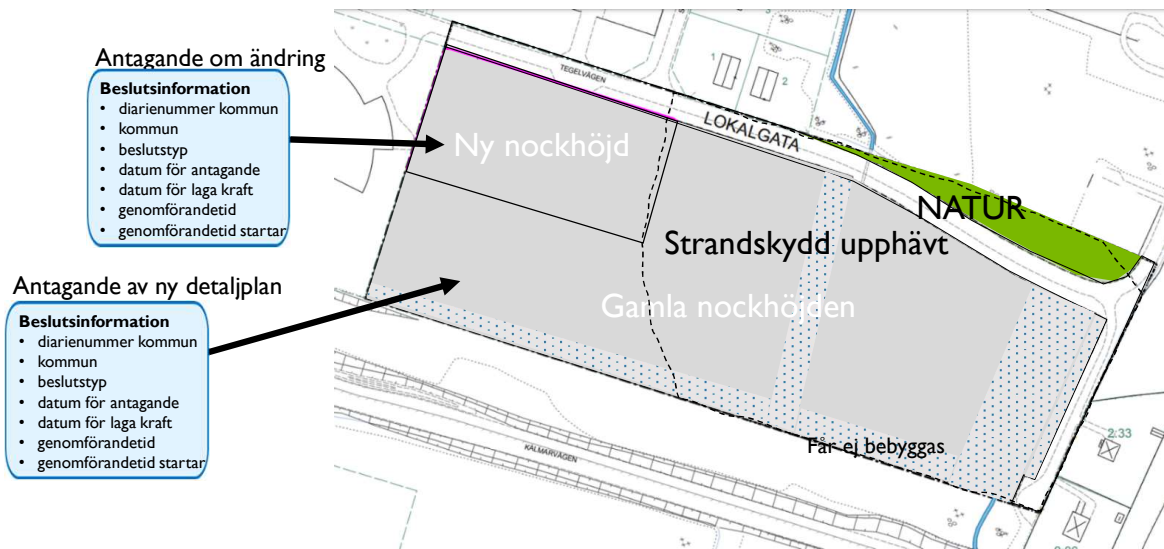 Antagande om ändring
Beslutsinformation
• diarienummer kommun
• kommun
• beslutstyp
• datum för antagande
• datum för laga kraft
• genomförandetid
• genomförandetid startar
Antagande av ny detaljplan
Beslutsinformation
• diarienummer kommun
• kommun
• beslutstyp
• datum för antagande
• datum för laga kraft
• genomförandetid
• genomförandetid startar
TEGELVÄGEN
1
2
LOKALGATA
Ny nockhöjd
NATUR
Strandskydd upphävt
Gamla nockhöjden
Får ej bebyggas
KALMARVÄGEN
2:33